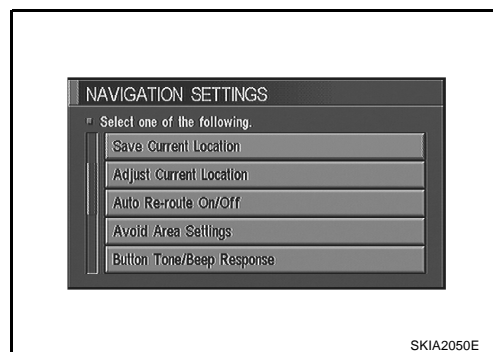 NAVIGATION SETTINGS
Select one of the following.
Save Current Location
Adjust Current Location
Auto Re-route On/Off
Avoid Area Settings
Button Tone/Beep Response
SKIA2050E